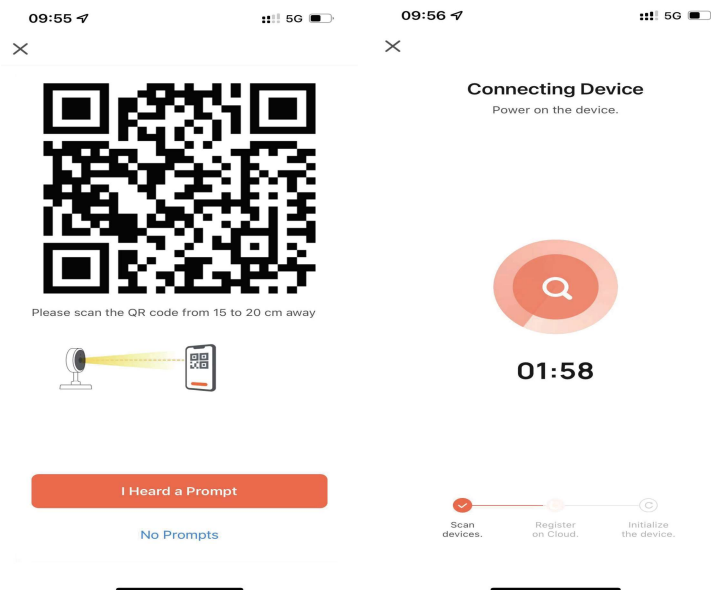 09:55
5G
Please scan the QR code from 15 to 20 cm away
I Heard a Prompt
No Prompts
09:56
5G
Connecting Device
Power on the device.
01:58
Scan
devices.
Register
on Cloud.
Initialize
the device.